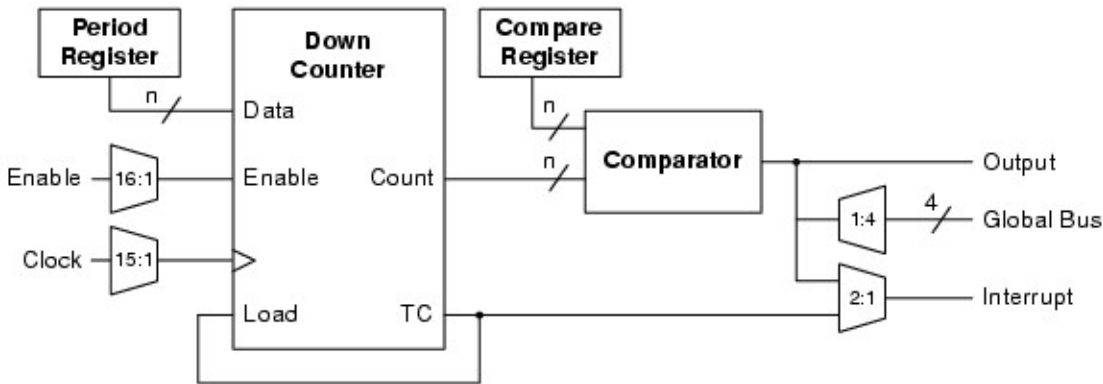 Period
Register
Down
Counter
Compare
Register
n
Data
n
Enable
16:1
Enable
Count
n
Comparator
Output
1:4
4
Global Bus
Clock
15:1
Load
TC
2:1
Interrupt